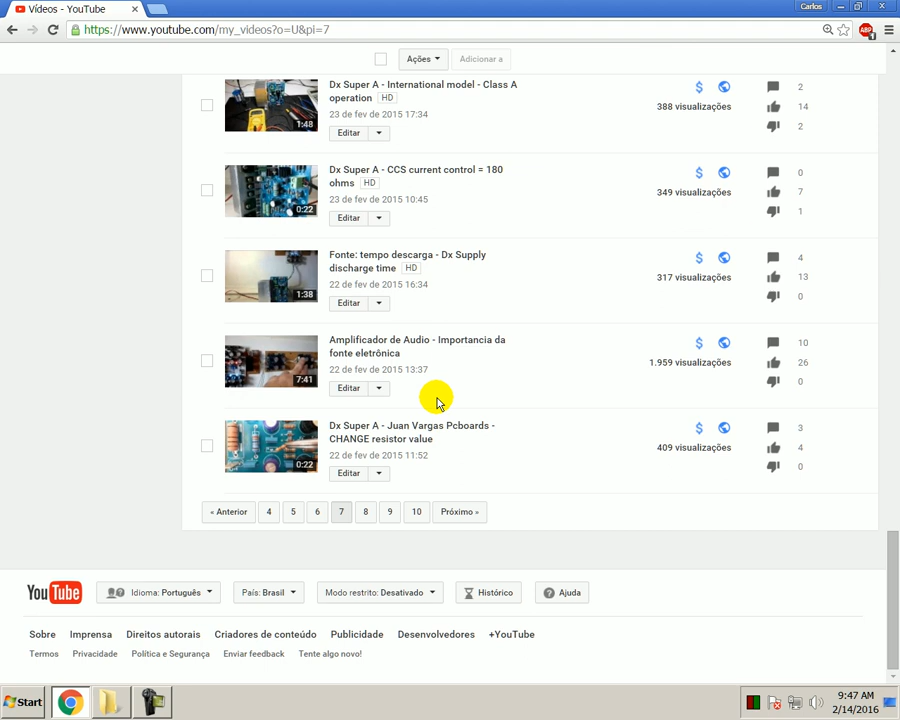 Vídeos - YouTube
Carlos
https://www.youtube.com/my_videos?o=U&pi=7
ABP
1
Ações
Adicionar a
Dx Super A - International model - Class A
operation HD
23 de fev de 2015 17:34
1:48
Editar
388 visualizações
2
14
2
Dx Super A - CCS current control = 180
ohms HD
23 de fev de 2015 10:45
0:22
Editar
349 visualizações
0
7
1
Fonte: tempo descarga - Dx Supply
discharge time HD
22 de fev de 2015 16:34
1:38
Editar
317 visualizações
4
13
0
Amplificador de Audio - Importancia da
fonte eletrônica
22 de fev de 2015 13:37
7:41
Editar
1.959 visualizações
10
26
0
Dx Super A - Juan Vargas Pcboards -
CHANGE resistor value
22 de fev de 2015 11:52
0:22
Editar
409 visualizações
3
4
0
« Anterior 4 5 6 7 8 9 10 Próximo »
YouTube Idioma: Português País: Brasil Modo restrito: Desativado Histórico Ajuda
Sobre Imprensa Direitos autorais Criadores de conteúdo Publicidade Desenvolvedores +YouTube
Termos Privacidade Política e Segurança Enviar feedback Tente algo novo!
Start
9:47 AM
2/14/2016